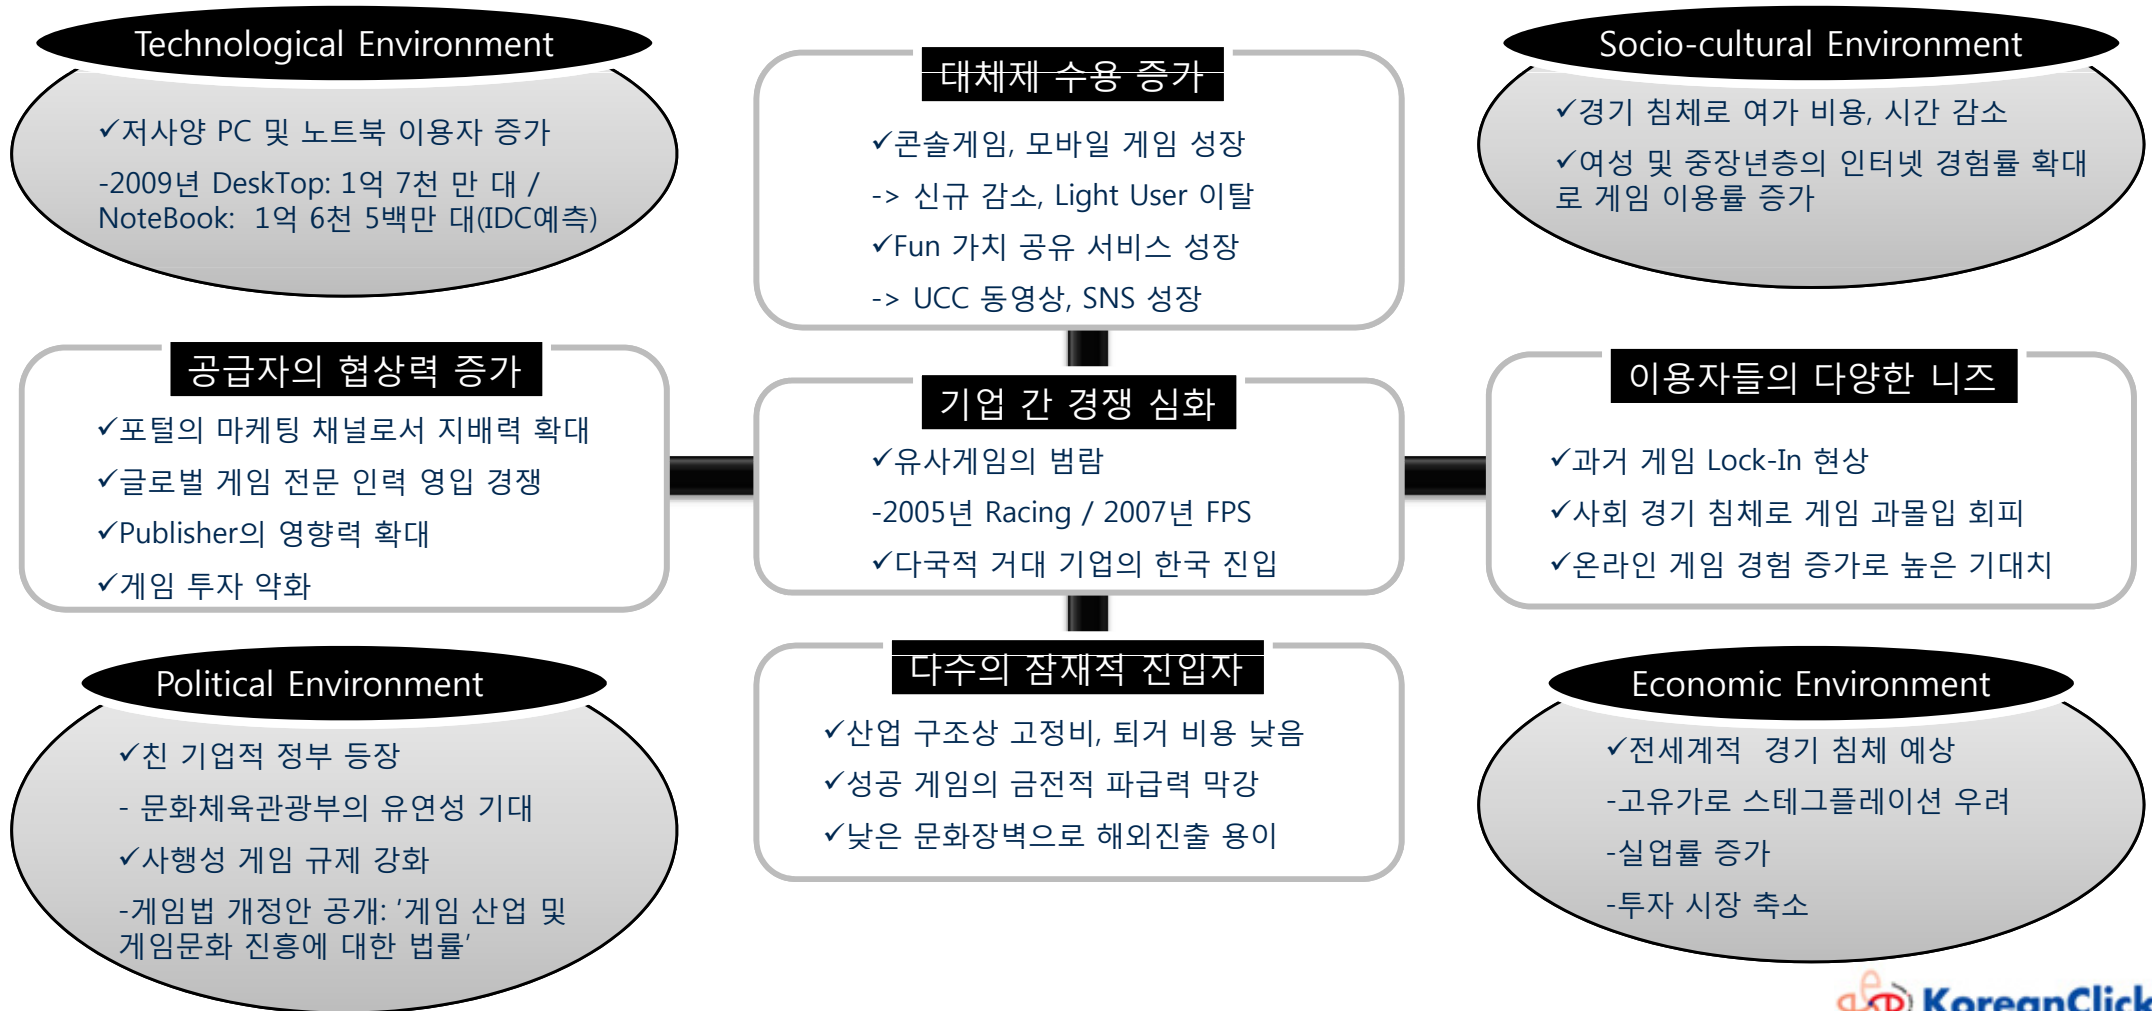 Technological Environment
✓저사양 PC 및 노트북 이용자 증가
-2009년 DeskTop: 1억 7천 만 대 /
NoteBook: 1억 6천 5백만 대(IDC예측)
대체제 수용 증가
✓콘솔게임, 모바일 게임 성장
-> 신규 감소, Light User 이탈
✓Fun 가치 공유 서비스 성장
-> UCC 동영상, SNS 성장
Socio-cultural Environment
✓경기 침체로 여가 비용, 시간 감소
✓여성 및 중장년층의 인터넷 경험률 확대
로 게임 이용률 증가
공급자의 협상력 증가
✓포털의 마케팅 채널로서 지배력 확대
✓글로벌 게임 전문 인력 영입 경쟁
✓Publisher의 영향력 확대
✓게임 투자 약화
기업 간 경쟁 심화
✓유사게임의 범람
-2005년 Racing / 2007년 FPS
✓다국적 거대 기업의 한국 진입
이용자들의 다양한 니즈
✓과거 게임 Lock-In 현상
✓사회 경기 침체로 게임 과몰입 회피
✓온라인 게임 경험 증가로 높은 기대치
Political Environment
✓친 기업적 정부 등장
- 문화체육관광부의 유연성 기대
✓사행성 게임 규제 강화
-게임법 개정안 공개: ‘게임 산업 및
게임문화 진흥에 대한 법률’
다수의 잠재적 진입자
✓산업 구조상 고정비, 퇴거 비용 낮음
✓성공 게임의 금전적 파급력 막강
✓낮은 문화장벽으로 해외진출 용이
Economic Environment
✓전세계적 경기 침체 예상
-고유가로 스테그플레이션 우려
-실업률 증가
-투자 시장 축소
KoreanClick